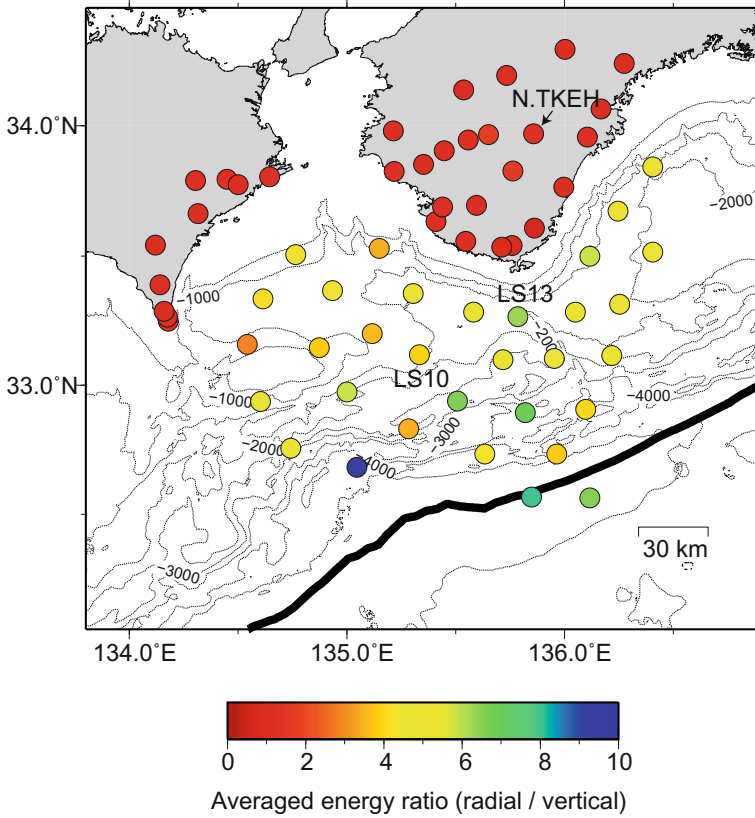 34.0°N
N.TKEH
−2000
−1000
LS13
−2000
33.0°N
LS10
−1000
−4000
−3000
−2000
−4000
−3000
30 km
134.0°E 135.0°E 136.0°E
0 2 4 6 8 10
Averaged energy ratio (radial / vertical)